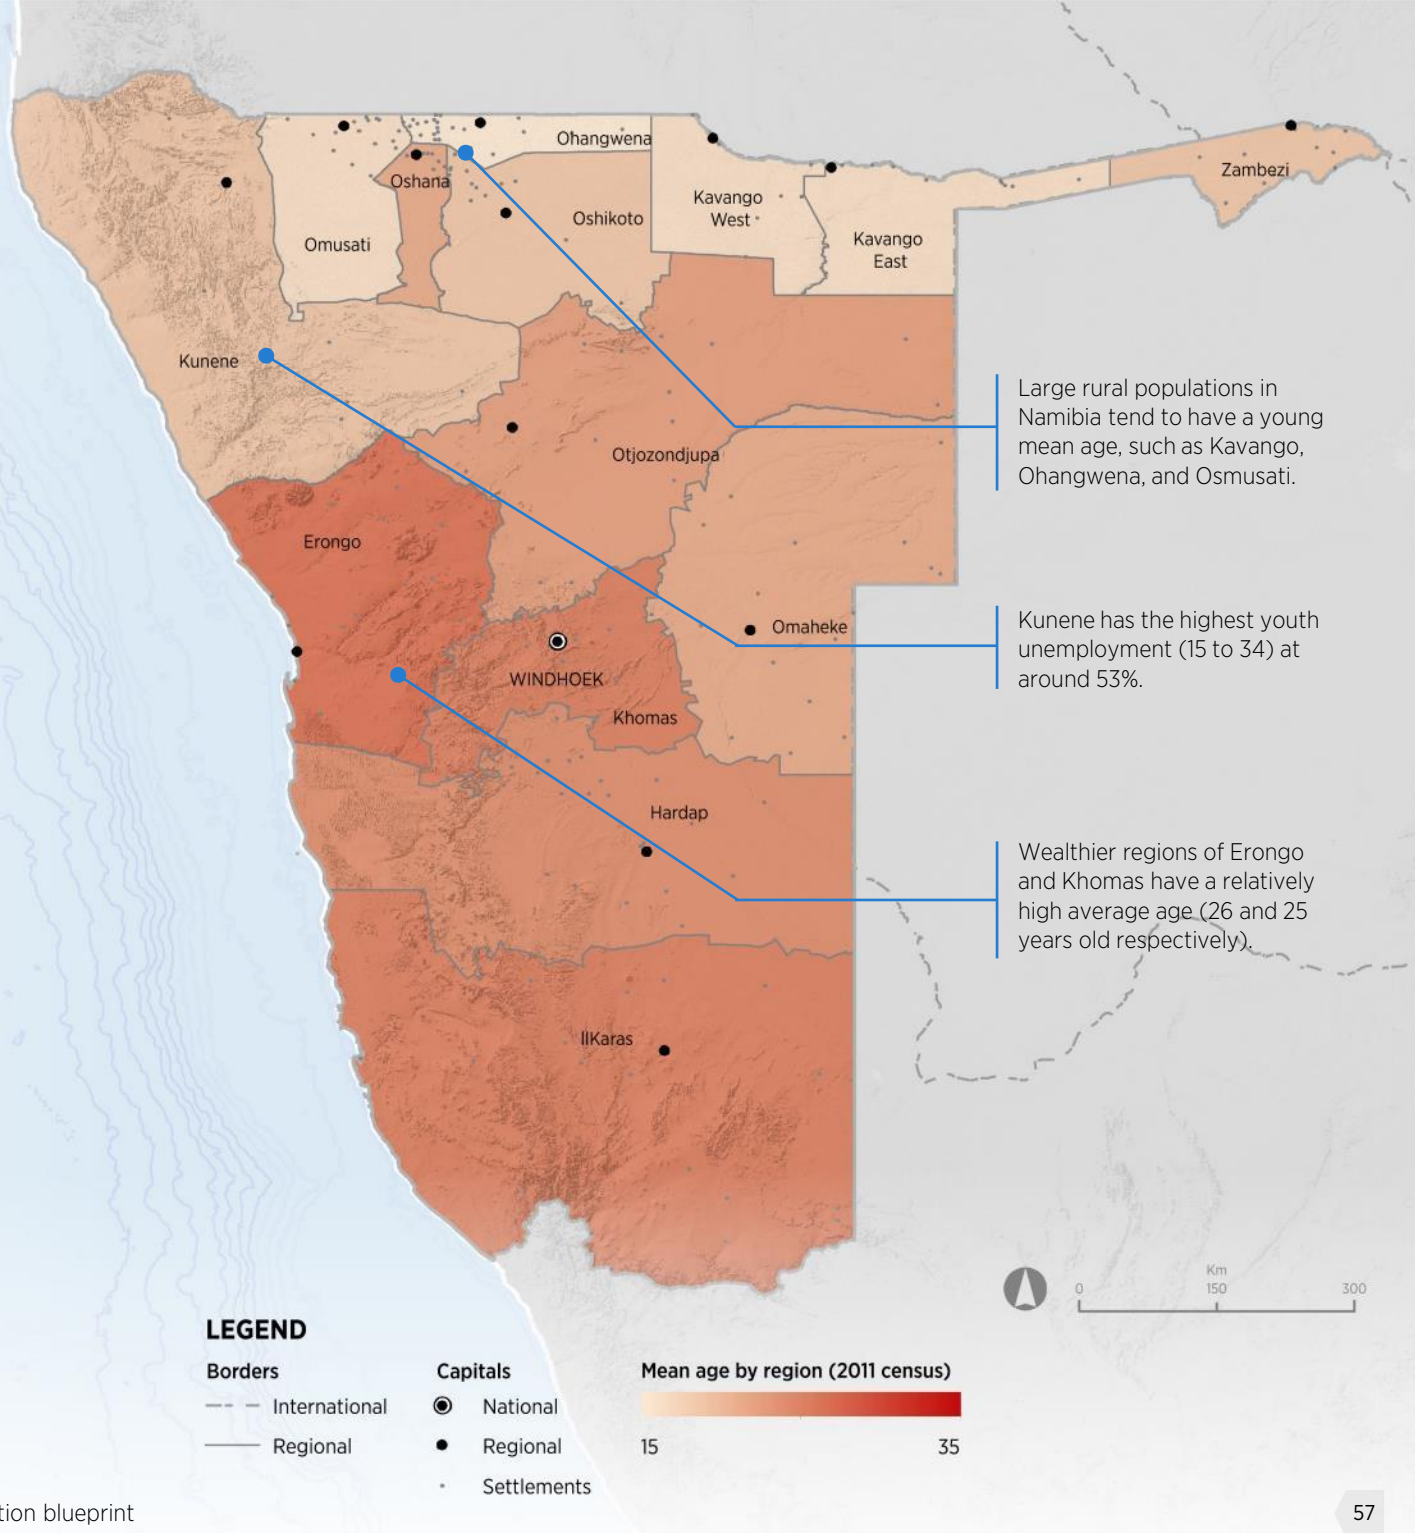 Ohangwena
Oshana
Zambezi
Kavango
West
Oshikoto
Omusati
Kavango
East
Kunene
Large rural populations in
Namibia tend to have a young
mean age, such as Kavango,
Ohangwena, and Osmusati.
Otjozondjupa
Erongo
Kunene has the highest youth
unemployment (15 to 34) at
around 53%.
Omaheke
WINDHOEK
Khomas
Hardap
Wealthier regions of Erongo
and Khomas have a relatively
high average age (26 and 25
years old respectively).
llKaras
Km
0 150 300
LEGEND
Borders
International
Regional
Capitals
National
Regional
Settlements
Mean age by region (2011 census)
15 35
tion blueprint
57